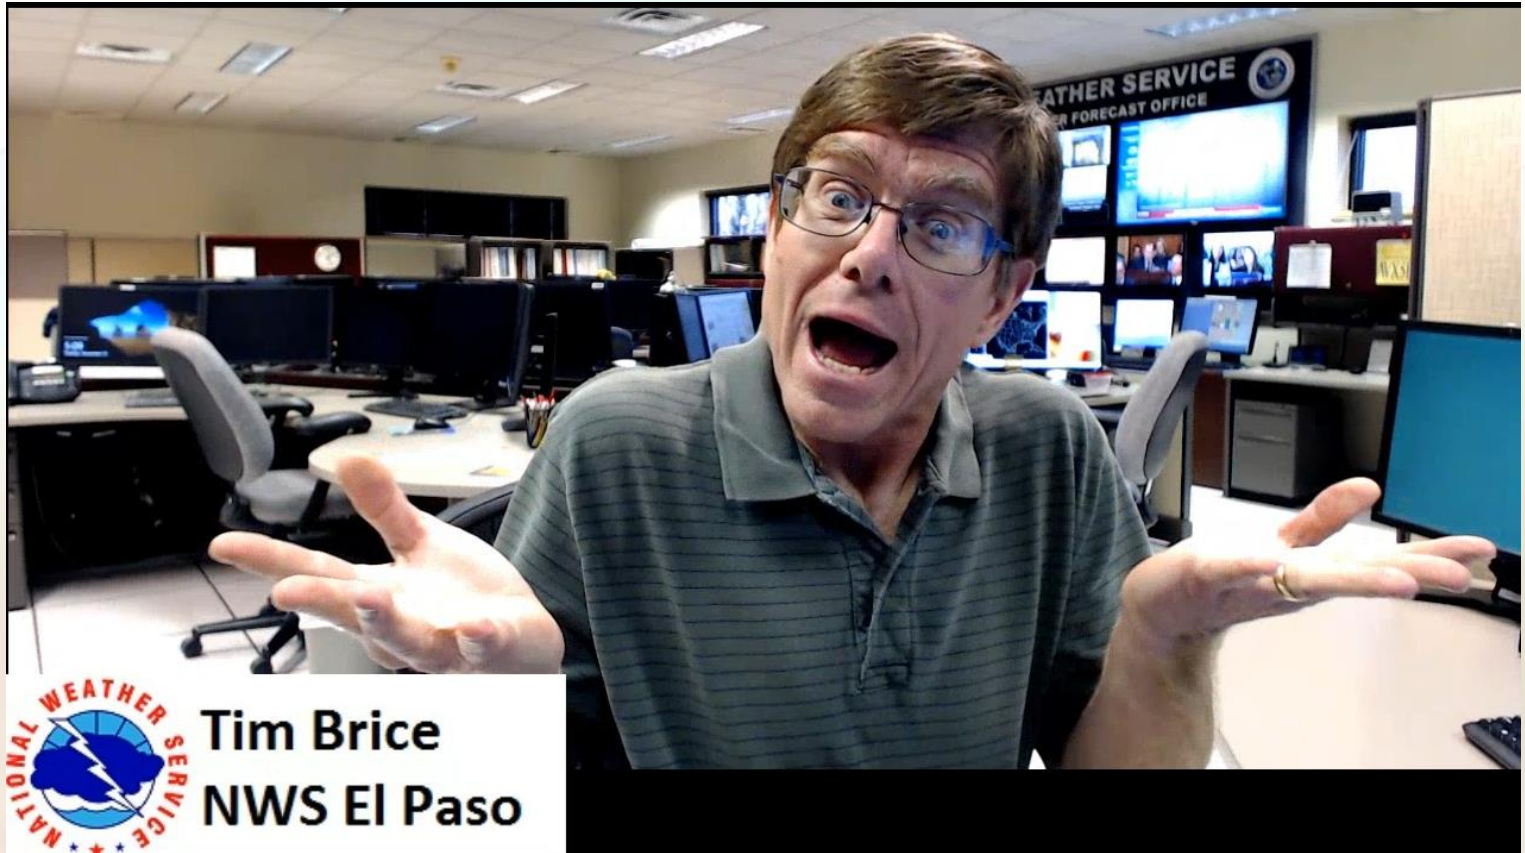 EATHER SERVICE
ER FORECAST OFFICE
NATIONAL WEATHER SERVICE
Tim Brice
NWS El Paso